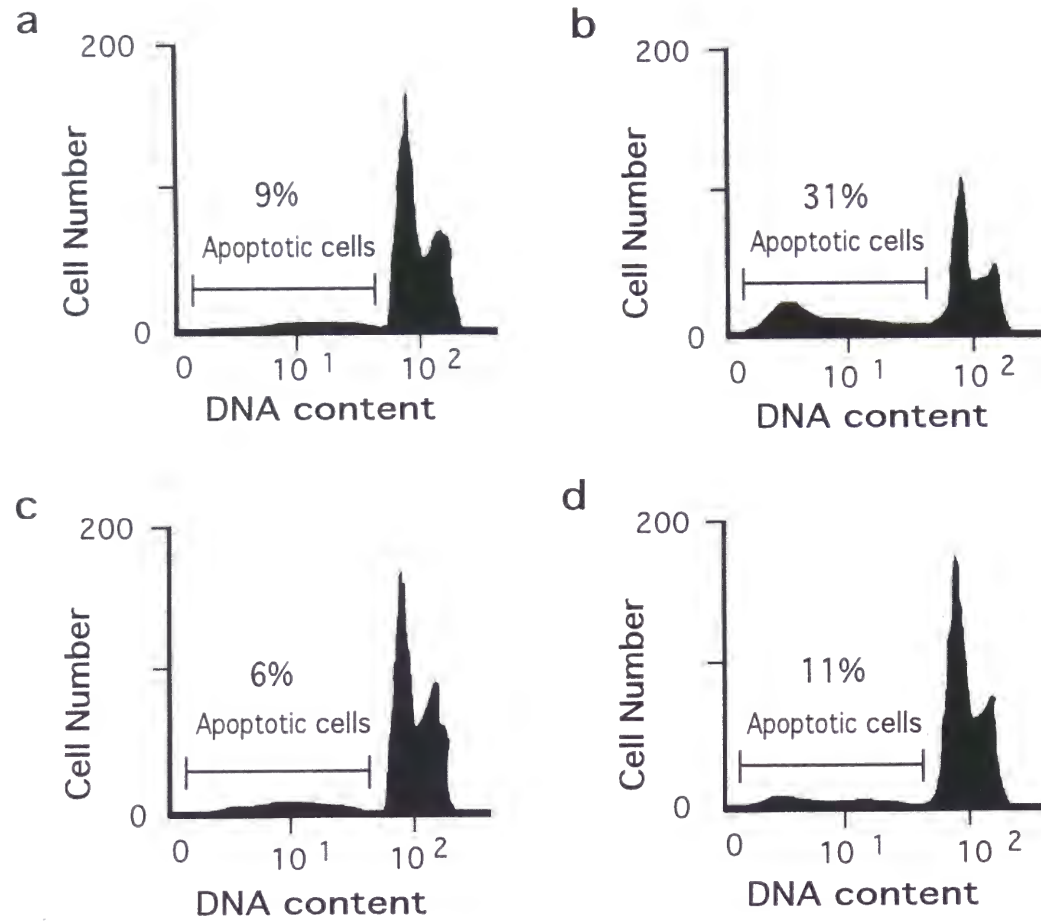 a
200
Cell Number
9%
Apoptotic cells
0
0 10 1 10 2
DNA content
b
200
Cell Number
31%
Apoptotic cells
0
0 10 1 10 2
DNA content
c
200
Cell Number
6%
Apoptotic cells
0
0 10 1 10 2
DNA content
d
200
Cell Number
11%
Apoptotic cells
0
0 10 1 10 2
DNA content